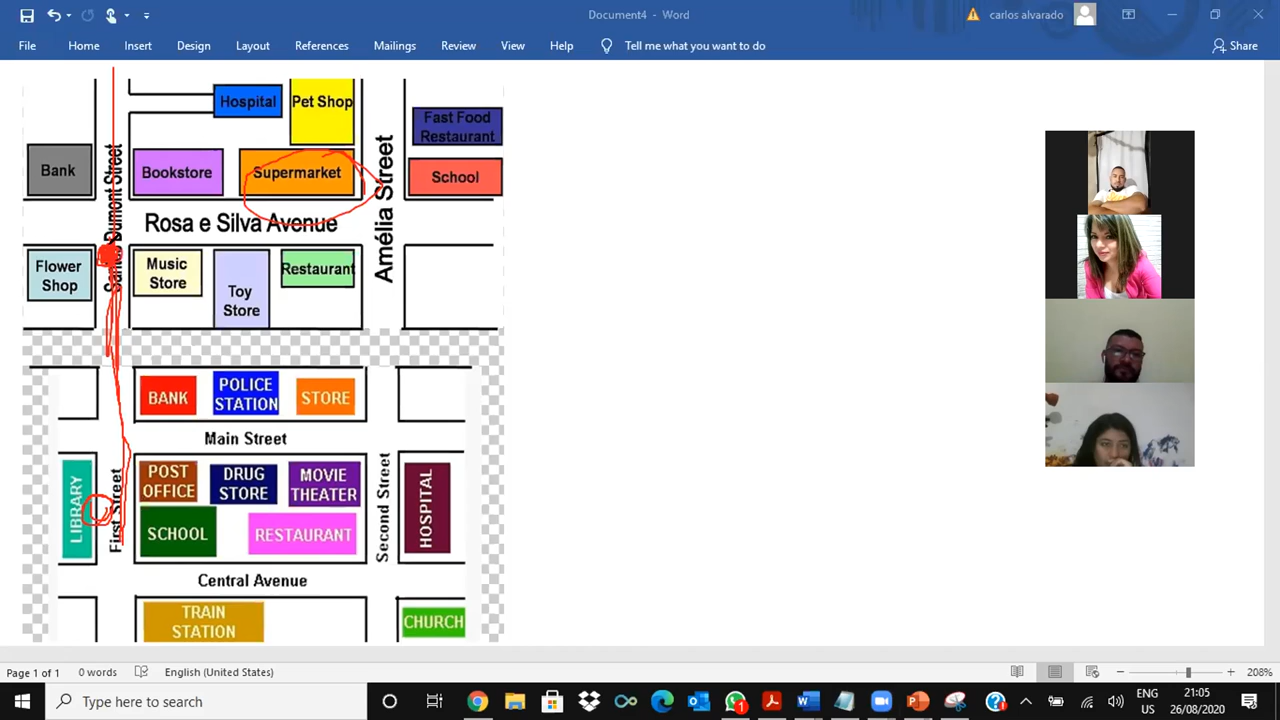 Document4 - Word
carlos alvarado
File Home Insert Design Layout References Mailings Review View Help Tell me what you want to do Share
Hospital
Pet Shop
Fast Food
Restaurant
Bank
Santos Dumont Street
Bookstore
Supermarket
Amélia Street
School
Rosa e Silva Avenue
Flower
Shop
Music
Store
Toy
Store
Restaurant
BANK
POLICE
STATION
STORE
Main Street
LIBRARY
First Street
POST
OFFICE
DRUG
STORE
MOVIE
THEATER
Second Street
HOSPITAL
SCHOOL
RESTAURANT
Central Avenue
TRAIN
STATION
CHURCH
Page 1 of 1 0 words English (United States) 208%
Type here to search
1
ENG
US
21:05
26/08/2020